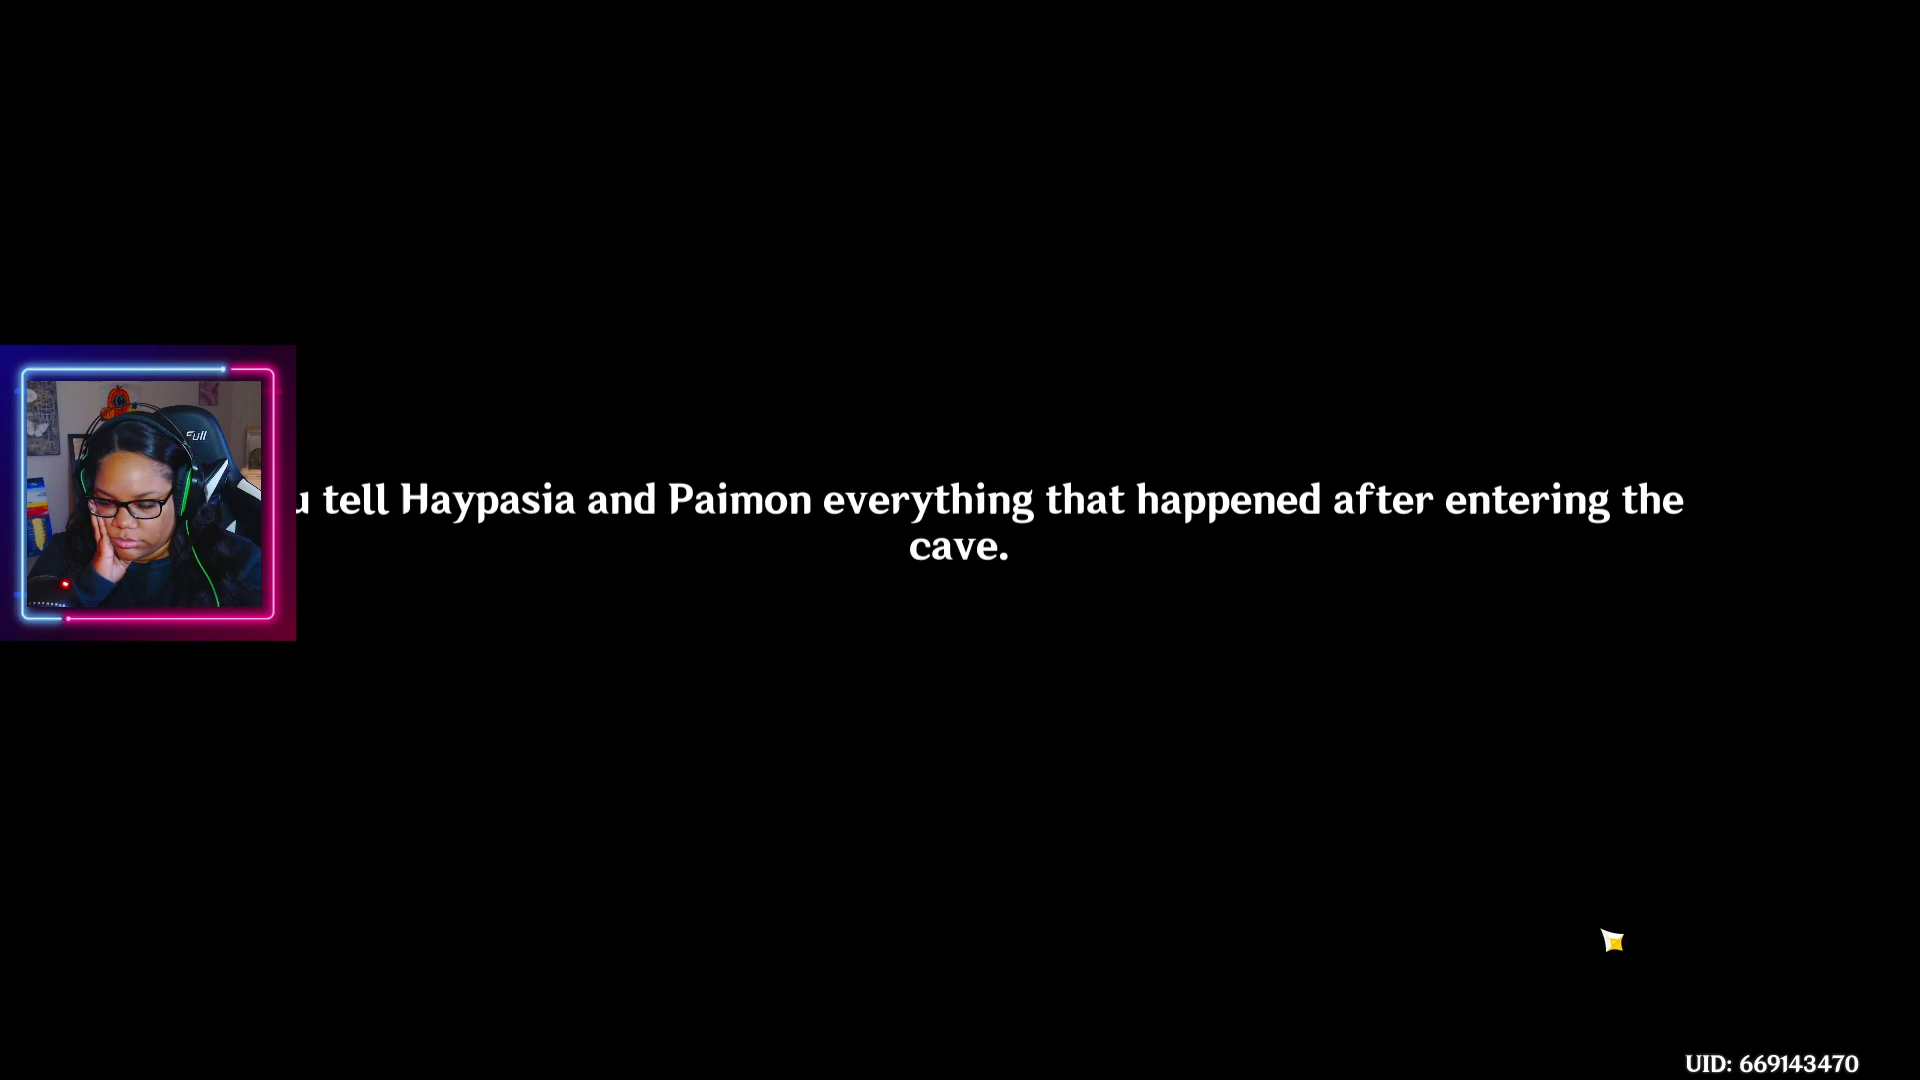 u tell Haypasia and Paimon everything that happened after entering the
cave.
UID: 669143470